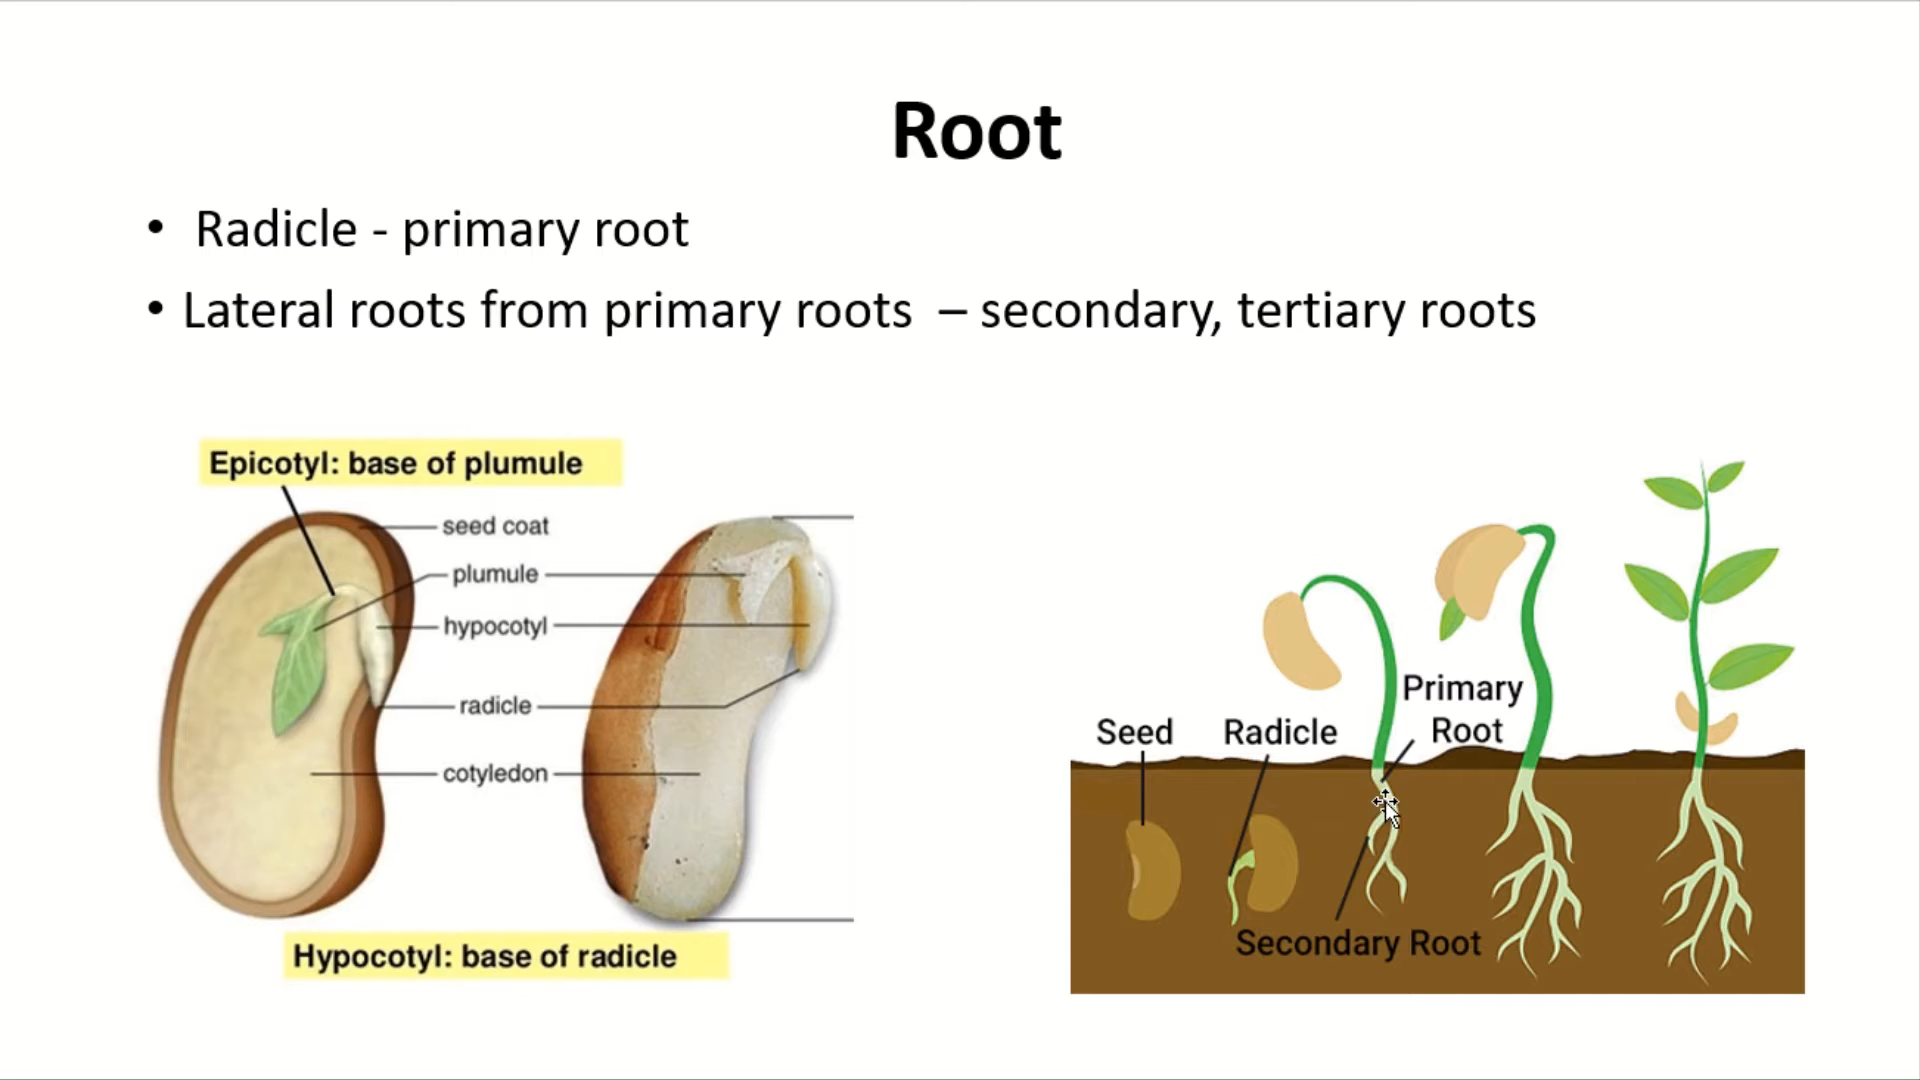 Root
• Radicle - primary root
• Lateral roots from primary roots – secondary, tertiary roots
Epicotyl: base of plumule
seed coat
plumule
hypocotyl
radicle
cotyledon
Hypocotyl: base of radicle
Seed
Radicle
Primary
Root
Secondary Root